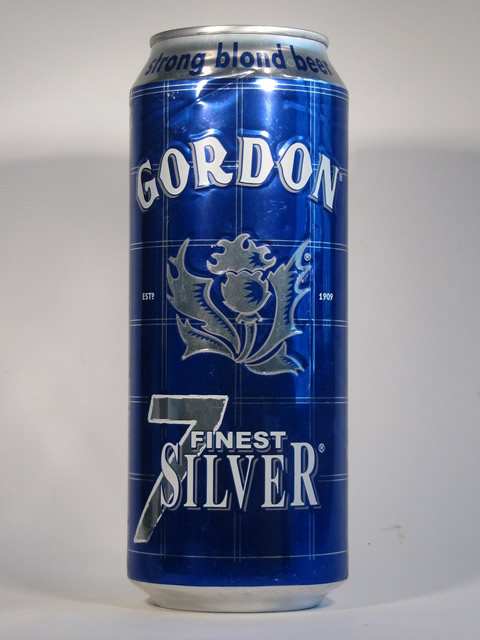 strong blond beer
GORDON®
®
ESTD 1909
7
FINEST
SILVER®